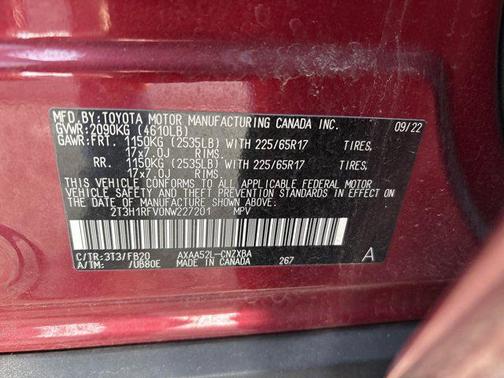 MFD.BY:TOYOTA MOTOR MANUFACTURING CANADA INC. 09/22
GVWR:2090KG (4610LB)
GAWR:FRT. 1150KG (2535LB) WITH 225/65R17 TIRES,
17x7.0J RIMS.
RR. 1150KG (2535LB) WITH 225/65R17 TIRES,
17x7.0J RIMS.
THIS VEHICLE CONFORMS TO ALL APPLICABLE FEDERAL MOTOR
VEHICLE SAFETY AND THEFT PREVENTION STANDARDS IN EFFECT
ON THE DATE OF MANUFACTURE SHOWN ABOVE.
2T3H1RFV0NW227201 MPV
C/TR:3T3/FB20 AXAA52L-CNZXBA A
A/TM: /UB80E MADE IN CANADA 267